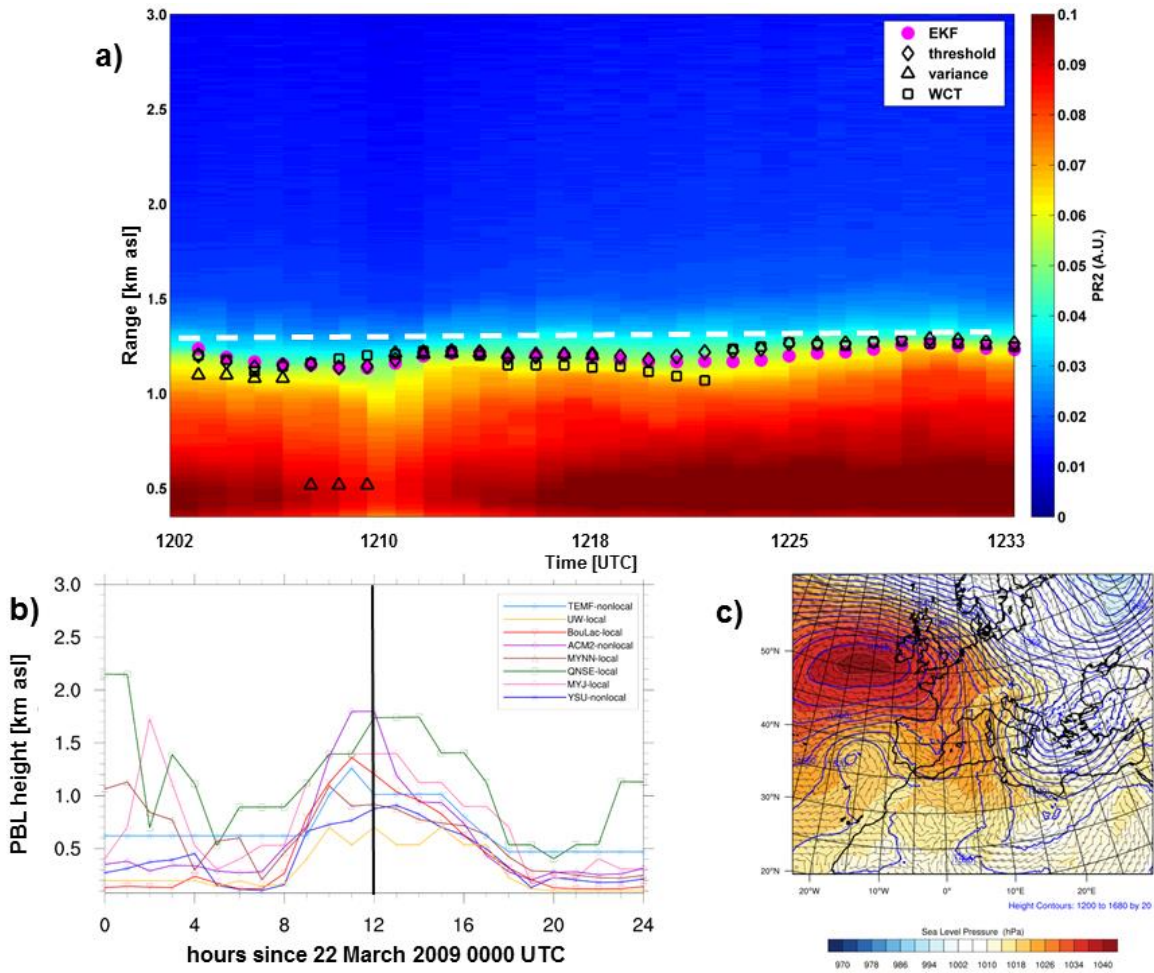 a)
3.0
2.5
2.0
1.5
1.0
0.5
Range [km asl]
EKF
threshold
variance
WCT
0.1
0.09
0.08
0.07
0.06
0.05
0.04
0.03
0.02
0.01
0
PR2 (A.U.)
1202
1210
1218
1225
1233
Time [UTC]
b)
3.0
2.5
2.0
1.5
1.0
0.5
PBL height [km asl]
TEMF-nonlocal
UW-local
BouLac-local
ACM2-nonlocal
MYNN-local
QNSE-local
MYJ-local
YSU-nonlocal
0 4 8 12 16 20 24
hours since 22 March 2009 0000 UTC
c)
50°N
40°N
30°N
20°N
20°W 10°W 0° 10°E 20°E
Height Contours: 1200 to 1680 by 20
Sea Level Pressure (hPa)
970 978 986 994 1002 1010 1018 1026 1034 1040